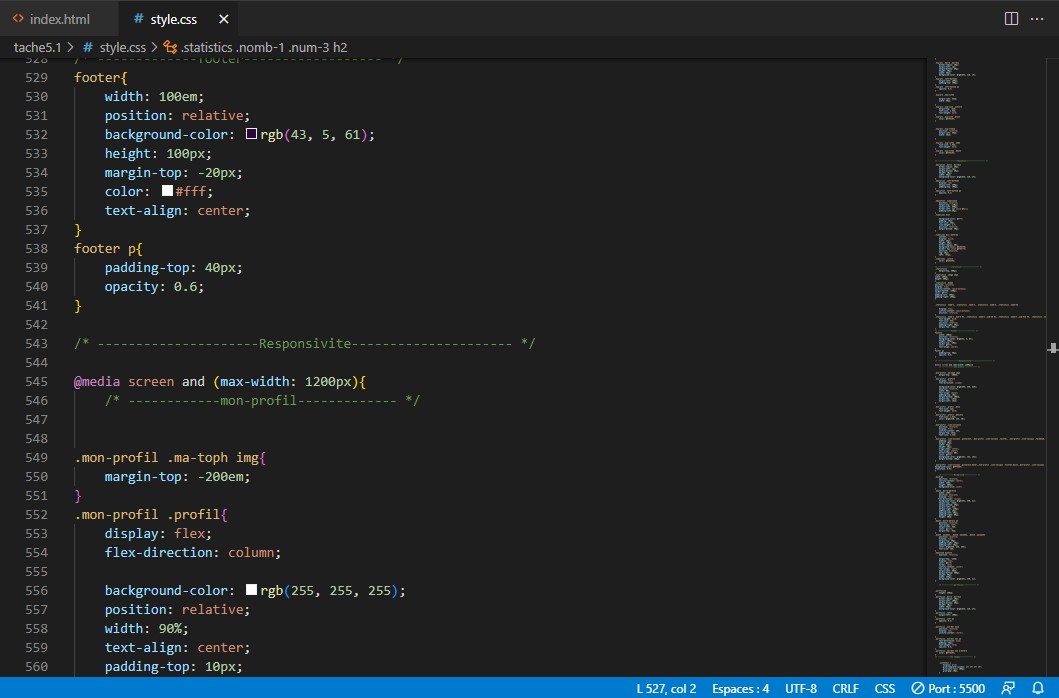 index.html
# style.css
tache5.1 > # style.css > .statistics .nomb-1 .num-3 h2
528 /* -------------footer------------------ */
529 footer{
530 width: 100em;
531 position: relative;
532 background-color: rgb(43, 5, 61);
533 height: 100px;
534 margin-top: -20px;
535 color: #fff;
536 text-align: center;
537 }
538 footer p{
539 padding-top: 40px;
540 opacity: 0.6;
541 }
542
543 /* ---------------------Responsivite--------------------- */
544
545 @media screen and (max-width: 1200px){
546 /* ------------mon-profil------------- */
547
548
549 .mon-profil .ma-toph img{
550 margin-top: -200em;
551 }
552 .mon-profil .profil{
553 display: flex;
554 flex-direction: column;
555
556 background-color: rgb(255, 255, 255);
557 position: relative;
558 width: 90%;
559 text-align: center;
560 padding-top: 10px;
L 527, col 2 Espaces : 4 UTF-8 CRLF CSS Port : 5500